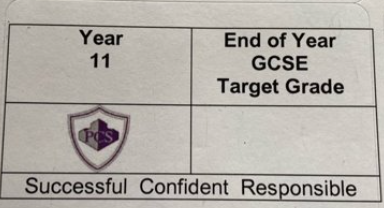 Year
11
End of Year
GCSE
Target Grade
PCS
Successful Confident Responsible